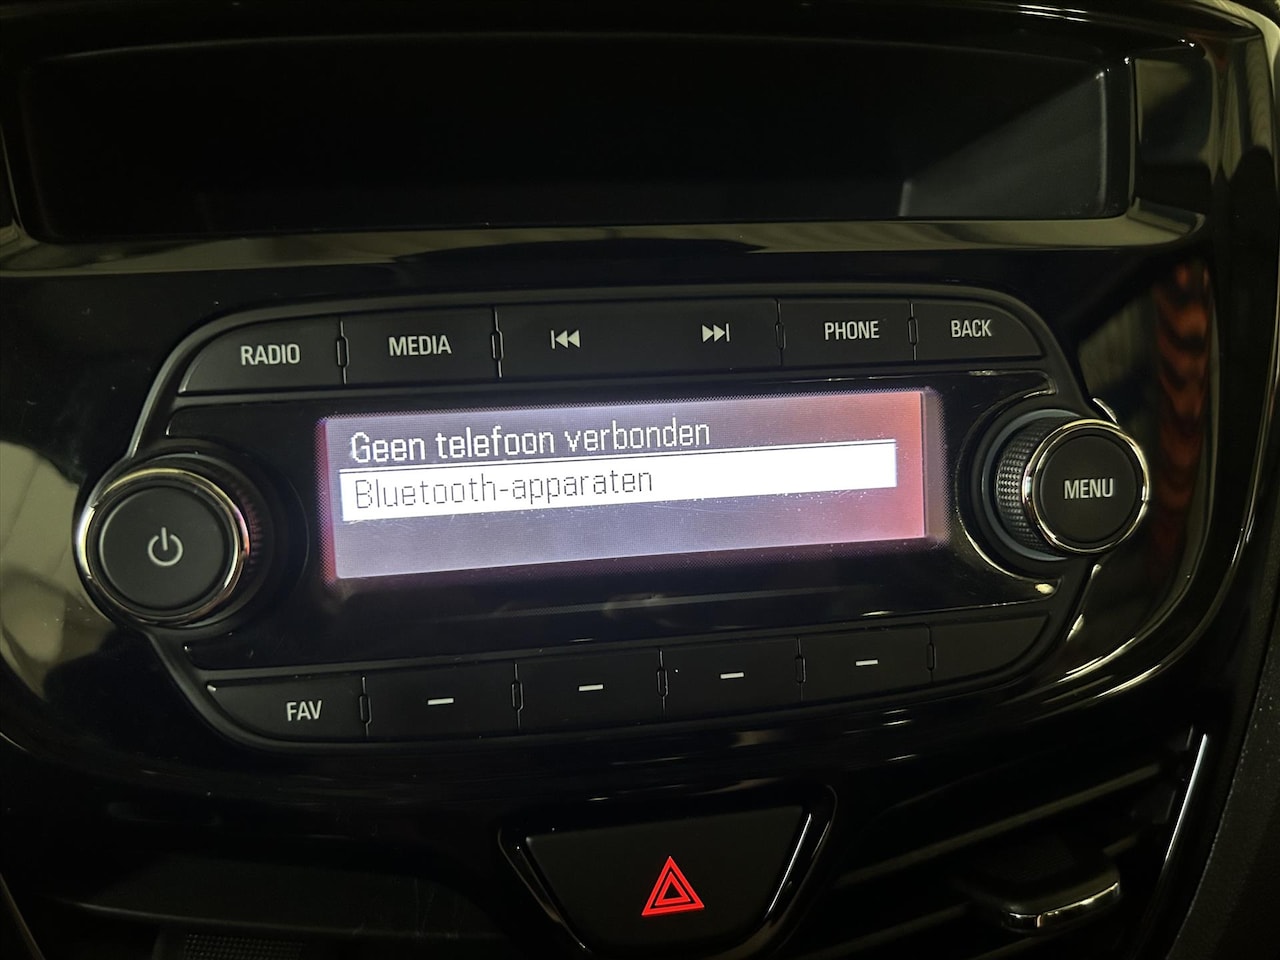 RADIO MEDIA PHONE BACK
Geen telefoon verbonden
Bluetooth-apparaten
MENU
FAV